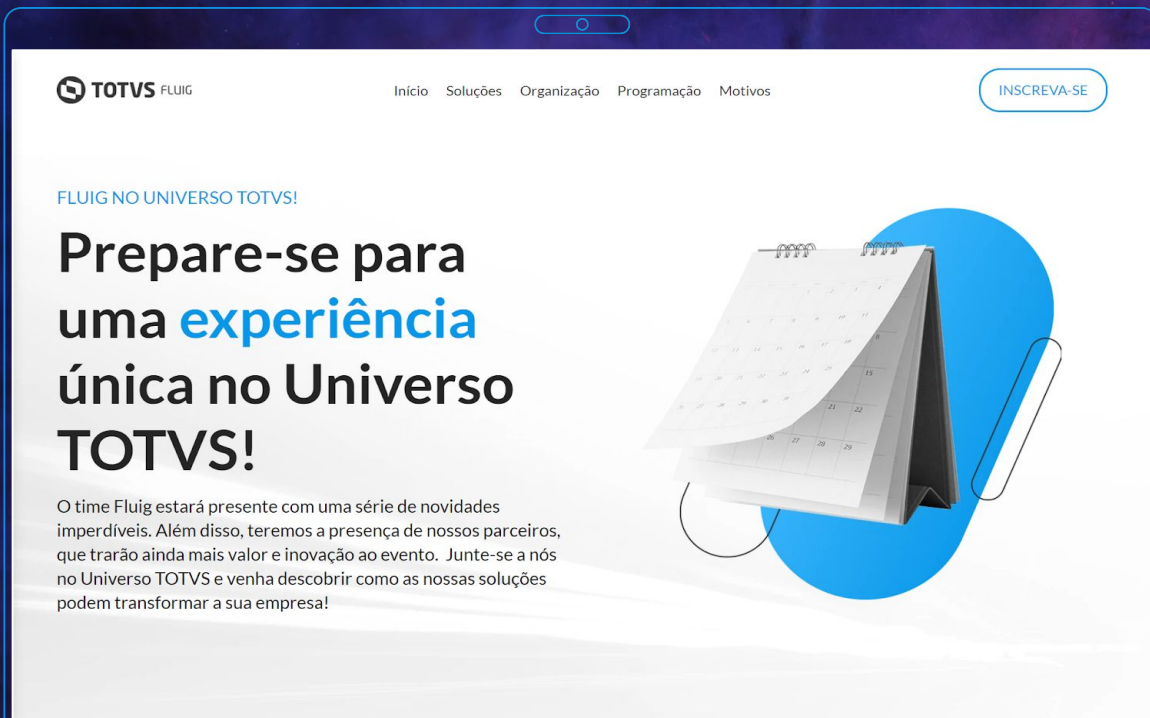 TOTVS FLUIG
Início Soluções Organização Programação Motivos
INSCREVA-SE
FLUIG NO UNIVERSO TOTVS!
Prepare-se para
uma experiência
única no Universo
TOTVS!
O time Fluig estará presente com uma série de novidades
imperdíveis. Além disso, teremos a presença de nossos parceiros,
que trarão ainda mais valor e inovação ao evento.  Junte-se a nós
no Universo TOTVS e venha descobrir como as nossas soluções
podem transformar a sua empresa!